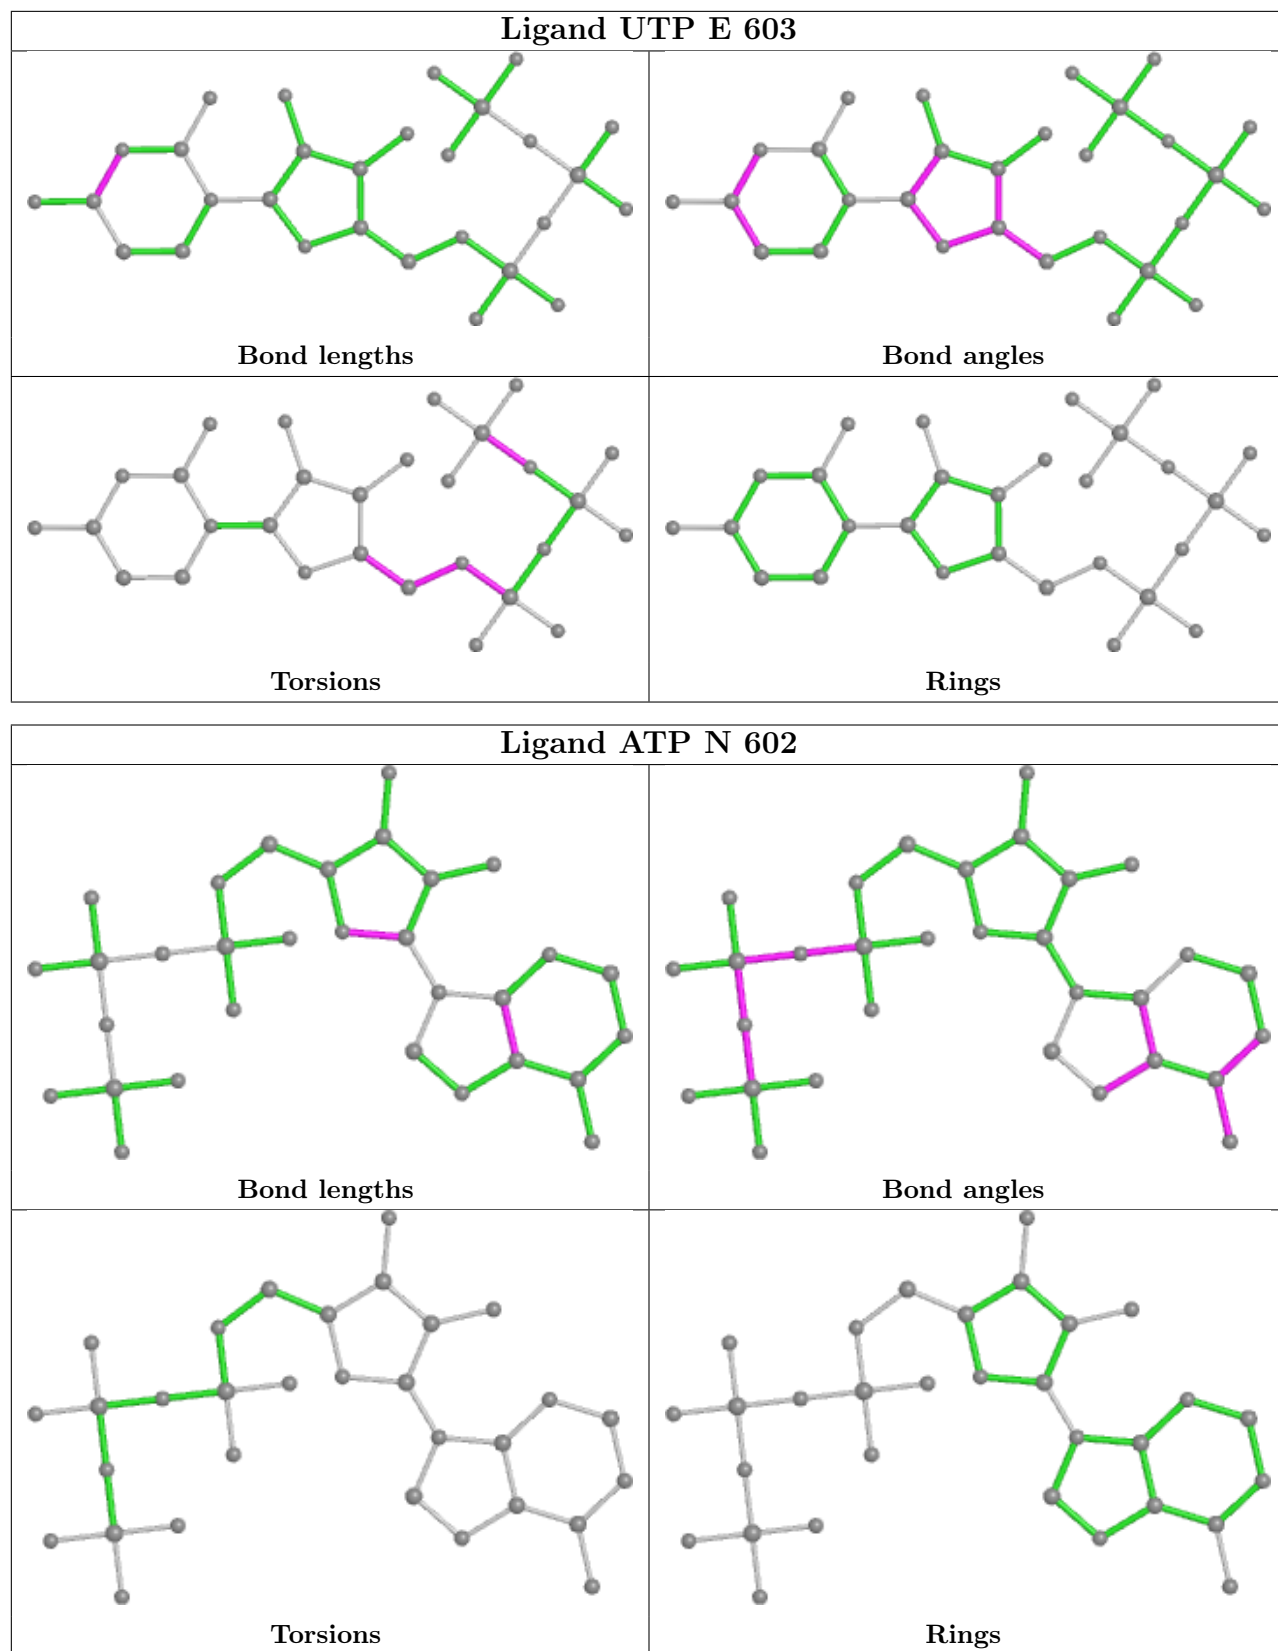 Ligand UTP E 603
Bond lengths
Bond angles
Torsions
Rings
Ligand ATP N 602
Bond lengths
Bond angles
Torsions
Rings